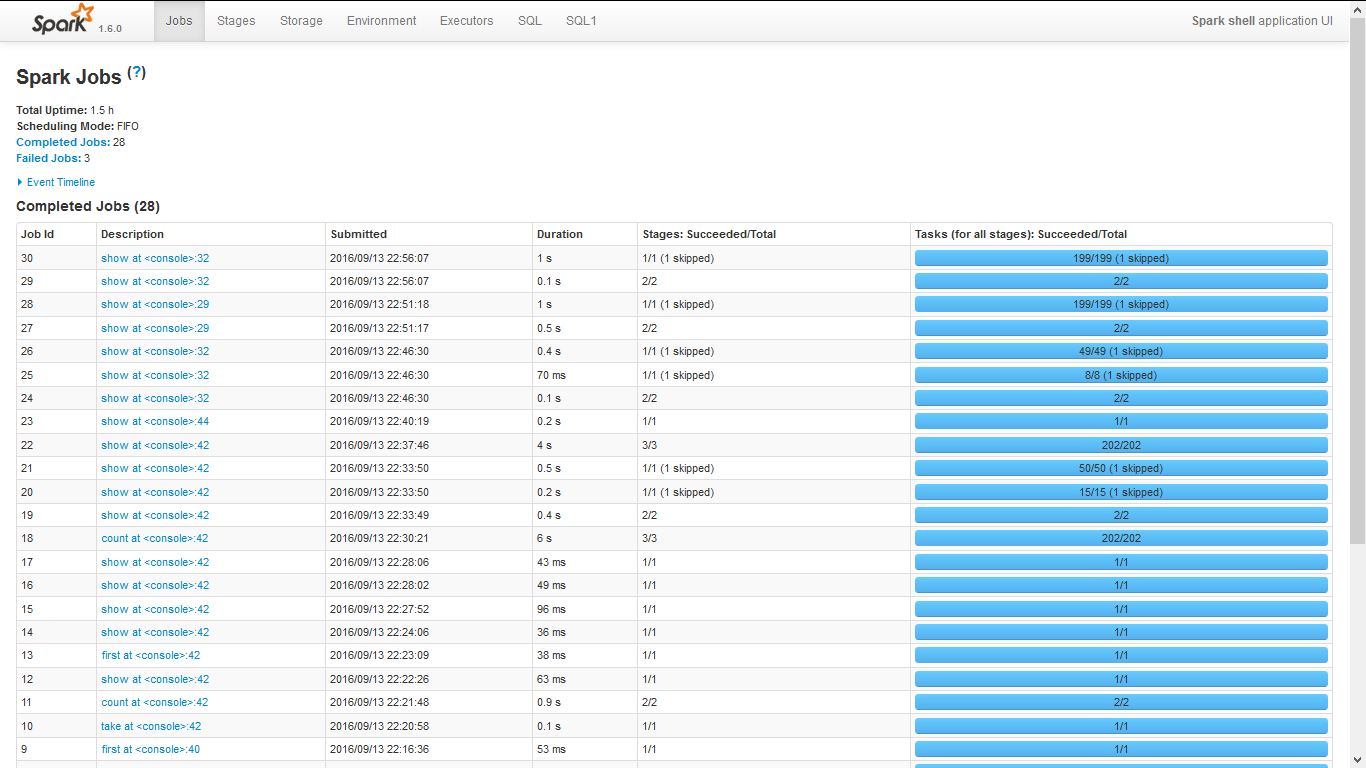 Spark 1.6.0 Jobs Stages Storage Environment Executors SQL SQL1 Spark shell application UI
Spark Jobs (?)
Total Uptime: 1.5 h
Scheduling Mode: FIFO
Completed Jobs: 28
Failed Jobs: 3
Event Timeline
Completed Jobs (28)
Job Id Description Submitted Duration Stages: Succeeded/Total Tasks (for all stages): Succeeded/Total
30 show at <console>:32 2016/09/13 22:56:07 1 s 1/1 (1 skipped) 199/199 (1 skipped)
29 show at <console>:32 2016/09/13 22:56:07 0.1 s 2/2 2/2
28 show at <console>:29 2016/09/13 22:51:18 1 s 1/1 (1 skipped) 199/199 (1 skipped)
27 show at <console>:29 2016/09/13 22:51:17 0.5 s 2/2 2/2
26 show at <console>:32 2016/09/13 22:46:30 0.4 s 1/1 (1 skipped) 49/49 (1 skipped)
25 show at <console>:32 2016/09/13 22:46:30 70 ms 1/1 (1 skipped) 8/8 (1 skipped)
24 show at <console>:32 2016/09/13 22:46:30 0.1 s 2/2 2/2
23 show at <console>:44 2016/09/13 22:40:19 0.2 s 1/1 1/1
22 show at <console>:42 2016/09/13 22:37:46 4 s 3/3 202/202
21 show at <console>:42 2016/09/13 22:33:50 0.5 s 1/1 (1 skipped) 50/50 (1 skipped)
20 show at <console>:42 2016/09/13 22:33:50 0.2 s 1/1 (1 skipped) 15/15 (1 skipped)
19 show at <console>:42 2016/09/13 22:33:49 0.4 s 2/2 2/2
18 count at <console>:42 2016/09/13 22:30:21 6 s 3/3 202/202
17 show at <console>:42 2016/09/13 22:28:06 43 ms 1/1 1/1
16 show at <console>:42 2016/09/13 22:28:02 49 ms 1/1 1/1
15 show at <console>:42 2016/09/13 22:27:52 96 ms 1/1 1/1
14 show at <console>:42 2016/09/13 22:24:06 36 ms 1/1 1/1
13 first at <console>:42 2016/09/13 22:23:09 38 ms 1/1 1/1
12 show at <console>:42 2016/09/13 22:22:26 63 ms 1/1 1/1
11 count at <console>:42 2016/09/13 22:21:48 0.9 s 2/2 2/2
10 take at <console>:42 2016/09/13 22:20:58 0.1 s 1/1 1/1
9 first at <console>:40 2016/09/13 22:16:36 53 ms 1/1 1/1